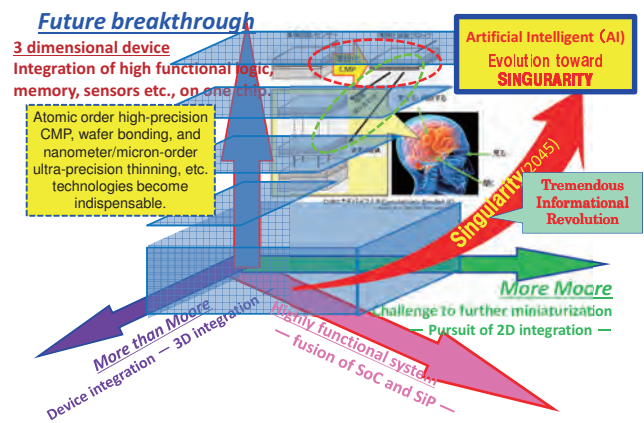 Future breakthrough
3 dimensional device
Integration of high functional logic,
memory, sensors etc., on one chip.
Atomic order high-precision
CMP, wafer bonding, and
nanometer/micron-order
ultra-precision thinning, etc.
technologies become
indispensable.
CMP
Artificial Intelligent (AI)
Evolution toward
SINGURARITY
Singularity(2045)
Tremendous
Informational
Revolution
More Moore
Challenge to further miniaturization
— Pursuit of 2D integration —
More than Moore
Device integration — 3D integration —
Highly functional system
— fusion of SoC and SiP —